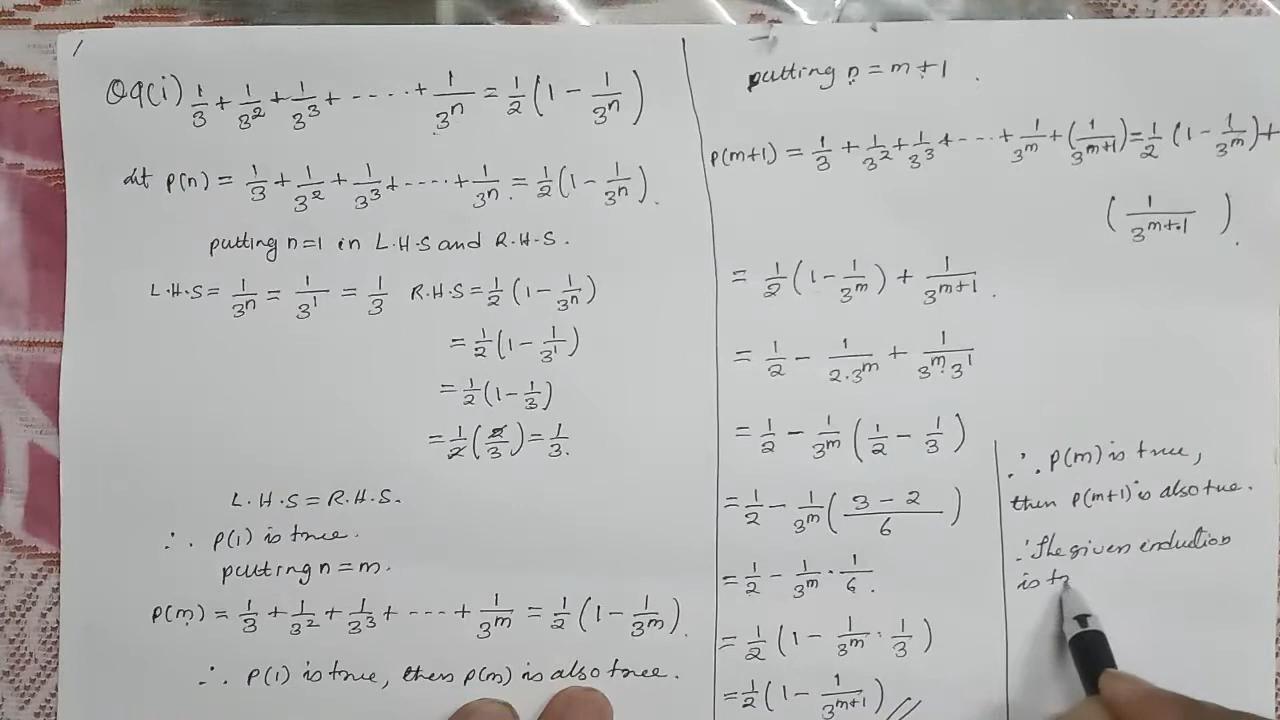 Q9(i) 1/3 + 1/3² + 1/3³ + ---- + 1/3ⁿ = 1/2 (1 - 1/3ⁿ)
let p(n) = 1/3 + 1/3² + 1/3³ + ---- + 1/3ⁿ = 1/2 (1 - 1/3ⁿ).
putting n=1 in L.H.S and R.H.S.
L.H.S = 1/3ⁿ = 1/3¹ = 1/3 R.H.S = 1/2 (1 - 1/3ⁿ)
= 1/2 (1 - 1/3¹)
= 1/2 (1 - 1/3)
= 1/2 (2/3) = 1/3.
L.H.S = R.H.S.
∴ p(1) is true.
putting n = m.
P(m) = 1/3 + 1/3² + 1/3³ + --- + 1/3ᵐ = 1/2 (1 - 1/3ᵐ).
∴ p(1) is true, then p(m) is also true.
putting n = m+1.
p(m+1) = 1/3 + 1/3² + 1/3³ + --- + 1/3ᵐ + (1/3ᵐ⁺¹) = 1/2 (1 - 1/3ᵐ) +
(1/3ᵐ⁺¹).
= 1/2 (1 - 1/3ᵐ) + 1/3ᵐ⁺¹.
= 1/2 - 1/2·3ᵐ + 1/3ᵐ·3¹
= 1/2 - 1/3ᵐ (1/2 - 1/3)
= 1/2 - 1/3ᵐ (3 - 2/6)
= 1/2 - 1/3ᵐ · 1/6.
= 1/2 (1 - 1/3ᵐ · 1/3)
= 1/2 (1 - 1/3ᵐ⁺¹) //
∴ p(m) is true,
then p(m+1) is also true.
∴ The given induction
is